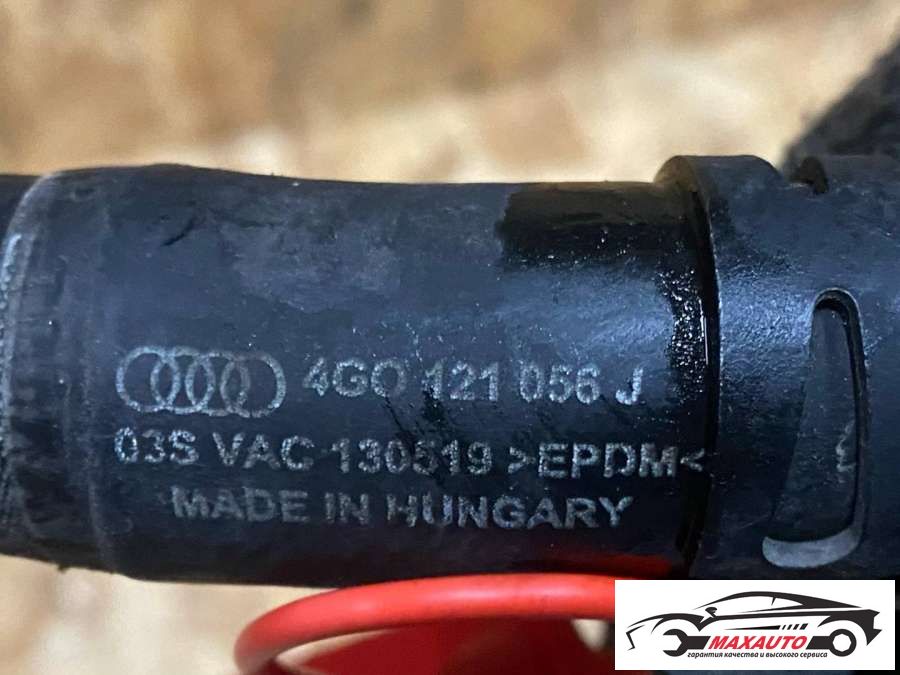 4G0 121 056 J
03S VAC 130519 >EPDM<
MADE IN HUNGARY
MAXAUTO
гарантия качества и высокого сервиса